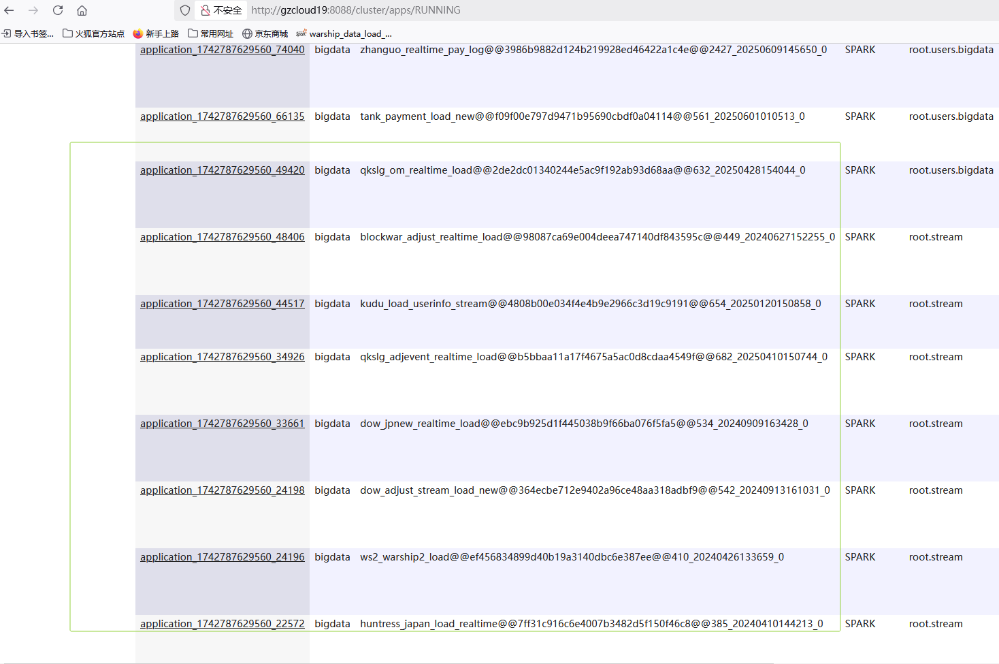 不安全 http://gzcloud19:8088/cluster/apps/RUNNING
导入书签... 火狐官方站点 新手上路 常用网址 京东商城 warship_data_load_...
application_1742787629560_74040 bigdata zhanguo_realtime_pay_log@@3986b9882d124b219928ed46422a1c4e@@2427_20250609145650_0 SPARK root.users.bigdata
application_1742787629560_66135 bigdata tank_payment_load_new@@f09f00e797d9471b95690cbdf0a04114@@561_20250601010513_0 SPARK root.users.bigdata
application_1742787629560_49420 bigdata qkslg_om_realtime_load@@2de2dc01340244e5ac9f192ab93d68aa@@632_20250428154044_0 SPARK root.users.bigdata
application_1742787629560_48406 bigdata blockwar_adjust_realtime_load@@98087ca69e004deea747140df843595c@@449_20240627152255_0 SPARK root.stream
application_1742787629560_44517 bigdata kudu_load_userinfo_stream@@4808b00e034f4e4b9e2966c3d19c9191@@654_20250120150858_0 SPARK root.stream
application_1742787629560_34926 bigdata qkslg_adjevent_realtime_load@@b5bbaa11a17f4675a5ac0d8cdaa4549f@@682_20250410150744_0 SPARK root.stream
application_1742787629560_33661 bigdata dow_jpnew_realtime_load@@ebc9b925d1f445038b9f66ba076f5fa5@@534_20240909163428_0 SPARK root.stream
application_1742787629560_24198 bigdata dow_adjust_stream_load_new@@364ecbe712e9402a96ce48aa318adbf9@@542_20240913161031_0 SPARK root.stream
application_1742787629560_24196 bigdata ws2_warship2_load@@ef456834899d40b19a3140dbc6e387ee@@410_20240426133659_0 SPARK root.stream
application_1742787629560_22572 bigdata huntress_japan_load_realtime@@7ff31c916c6e4007b3482d5f150f46c8@@385_20240410144213_0 SPARK root.stream